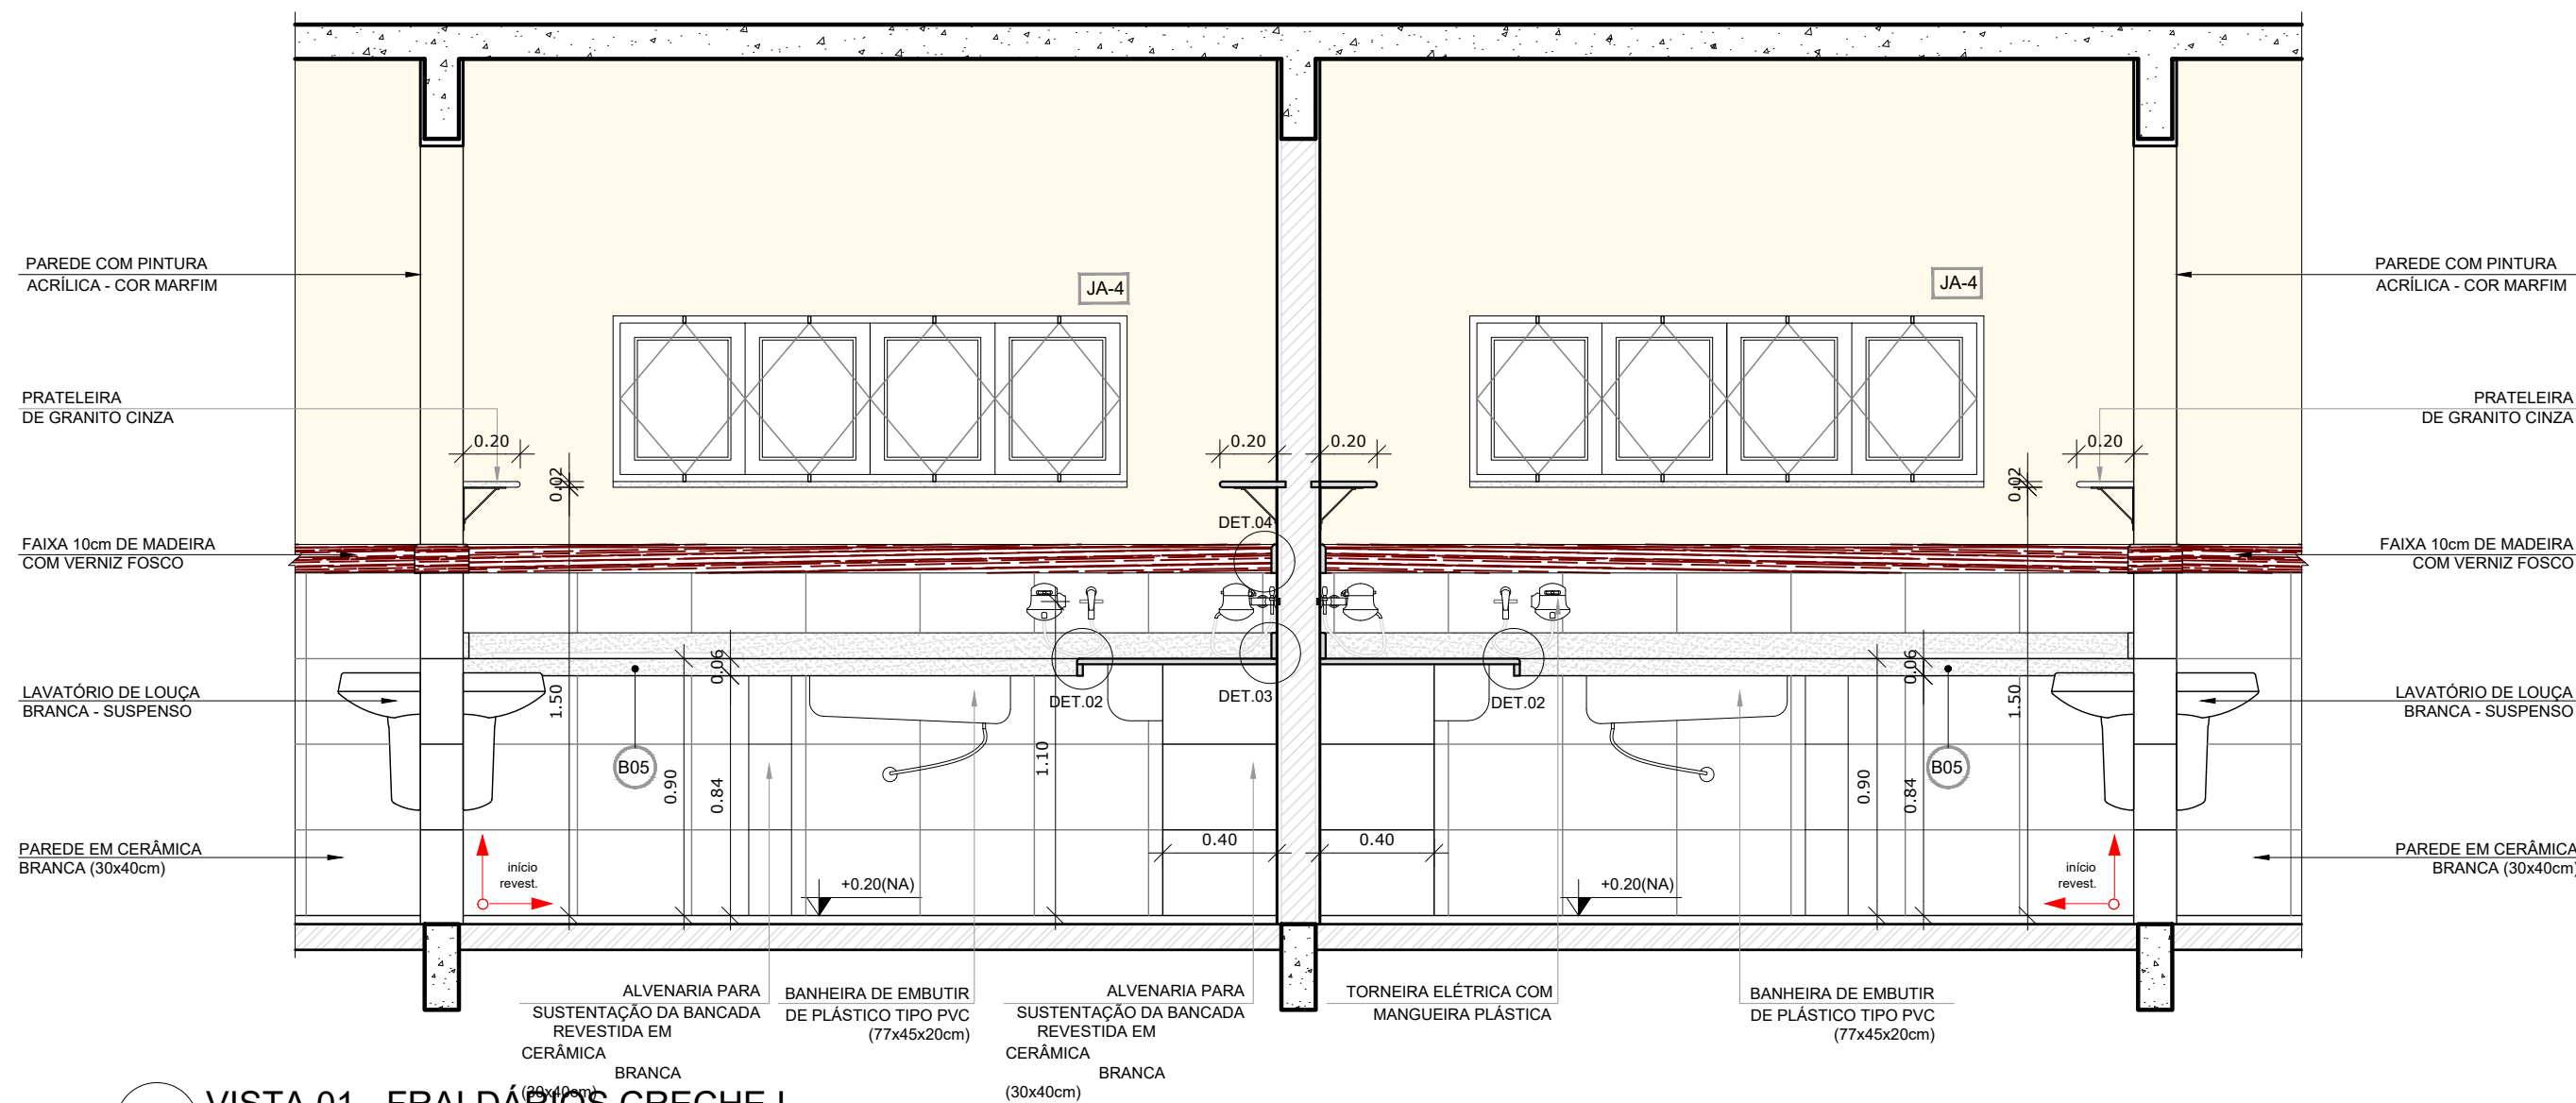 PAREDE COM PINTURA
ACRÍLICA - COR MARFIM
PRATELEIRA
DE GRANITO CINZA
FAIXA 10cm DE MADEIRA
COM VERNIZ FOSCO
LAVATÓRIO DE LOUÇA
BRANCA - SUSPENSO
PAREDE EM CERÂMICA
BRANCA (30x40cm)
JA-4
JA-4
0.20
0.20
0.20
0.20
0.02
0.02
DET.04
DET.03
DET.02
DET.02
0.06
0.06
1.50
1.50
B05
B05
0.90
0.84
1.10
0.90
0.84
0.40
0.40
início
revest.
início
revest.
+0.20(NA)
+0.20(NA)
PAREDE COM PINTURA
ACRÍLICA - COR MARFIM
PRATELEIRA
DE GRANITO CINZA
FAIXA 10cm DE MADEIRA
COM VERNIZ FOSCO
LAVATÓRIO DE LOUÇA
BRANCA - SUSPENSO
PAREDE EM CERÂMICA
BRANCA (30x40cm)
ALVENARIA PARA
SUSTENTAÇÃO DA BANCADA
REVESTIDA EM
CERÂMICA
BRANCA
(30x40cm)
BANHEIRA DE EMBUTIR
DE PLÁSTICO TIPO PVC
(77x45x20cm)
ALVENARIA PARA
SUSTENTAÇÃO DA BANCADA
REVESTIDA EM
CERÂMICA
BRANCA
(30x40cm)
TORNEIRA ELÉTRICA COM
MANGUEIRA PLÁSTICA
BANHEIRA DE EMBUTIR
DE PLÁSTICO TIPO PVC
(77x45x20cm)
VISTA 01 - FRALDÁRIOS CRECHE I